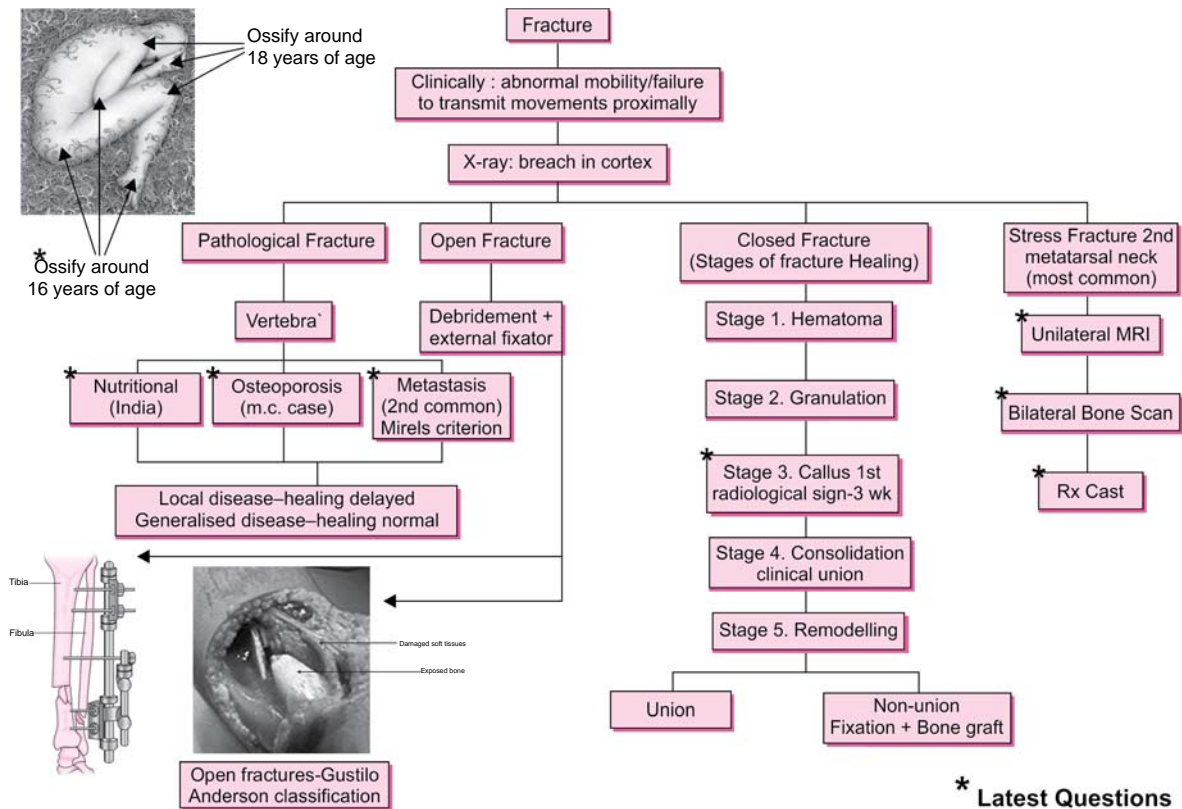 Ossify around
18 years of age
*
Ossify around
16 years of age
Fracture
Clinically : abnormal mobility/failure
to transmit movements proximally
X-ray: breach in cortex
Pathological Fracture
Open Fracture
Closed Fracture
(Stages of fracture Healing)
Stress Fracture 2nd
metatarsal neck
(most common)
Vertebra`
Debridement +
external fixator
Stage 1. Hematoma
*
Unilateral MRI
*
Nutritional
(India)
*
Osteoporosis
(m.c. case)
*
Metastasis
(2nd common)
Mirels criterion
Stage 2. Granulation
*
Bilateral Bone Scan
Local disease–healing delayed
Generalised disease–healing normal
*
Stage 3. Callus 1st
radiological sign-3 wk
*
Rx Cast
Stage 4. Consolidation
clinical union
Stage 5. Remodelling
Union
Non-union
Fixation + Bone graft
Tibia
Fibula
Damaged soft tissues
Exposed bone
Open fractures-Gustilo
Anderson classification
* Latest Questions